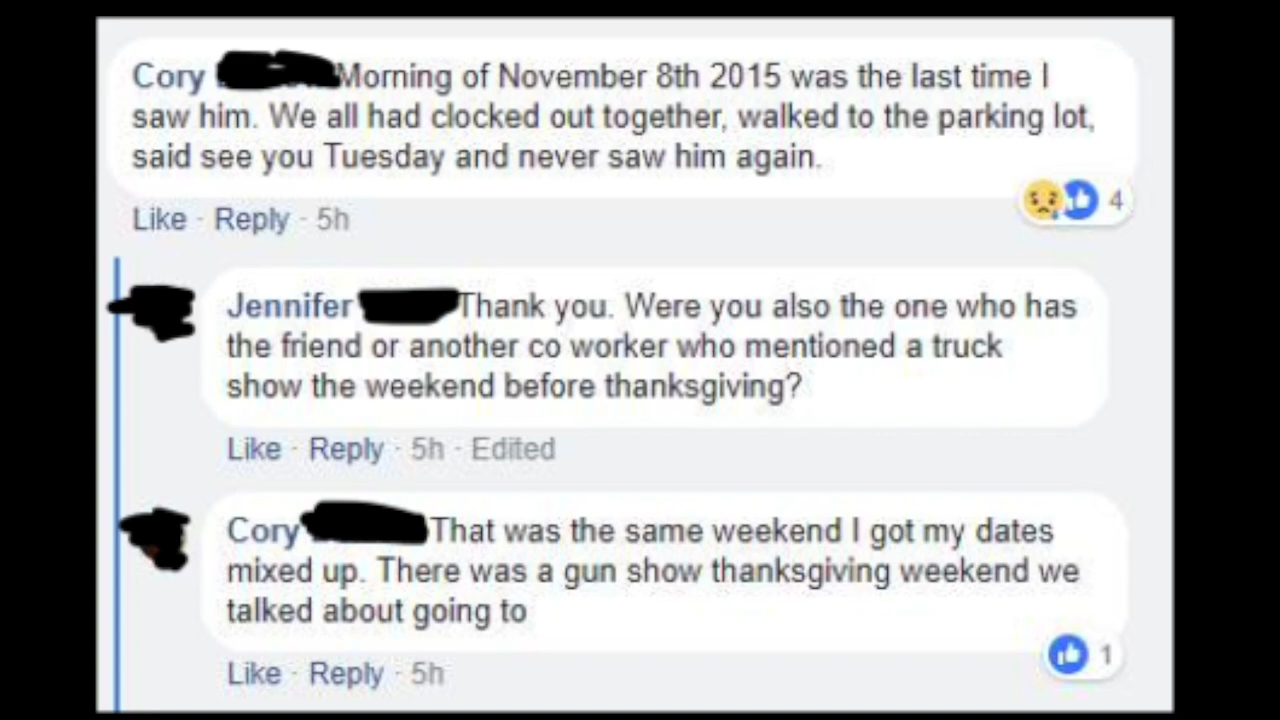 Cory Morning of November 8th 2015 was the last time I
saw him. We all had clocked out together, walked to the parking lot,
said see you Tuesday and never saw him again.
4
Like · Reply · 5h
Jennifer Thank you. Were you also the one who has
the friend or another co worker who mentioned a truck
show the weekend before thanksgiving?
Like · Reply · 5h · Edited
Cory That was the same weekend I got my dates
mixed up. There was a gun show thanksgiving weekend we
talked about going to
1
Like · Reply · 5h